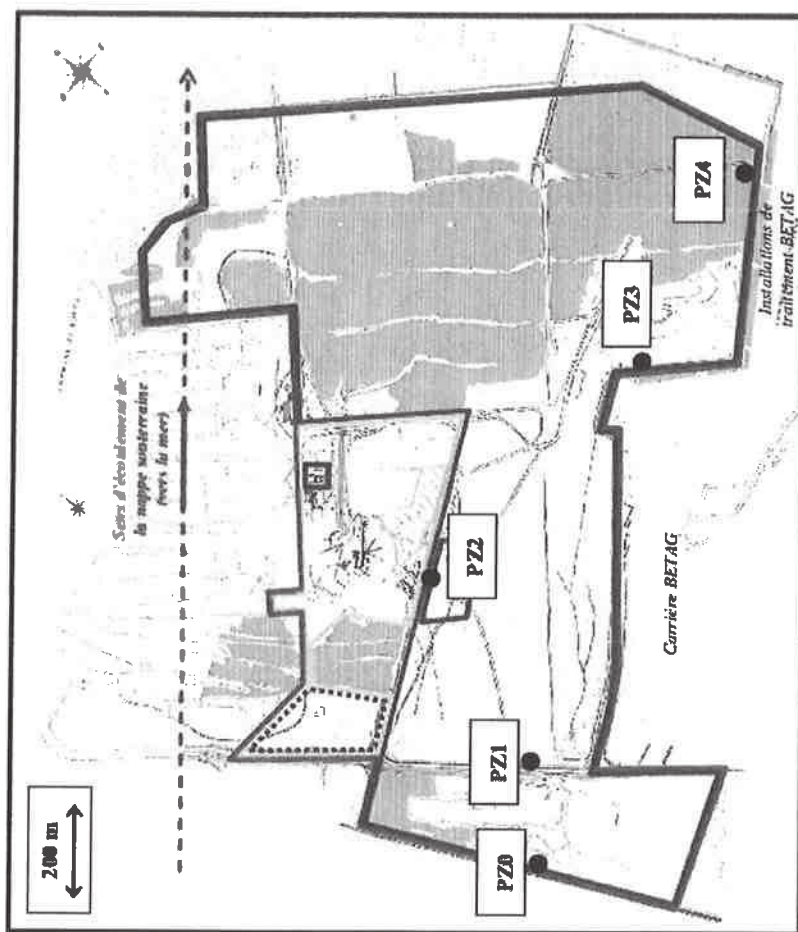 200 m
Sens d'écoulement de
la nappe souterraine
(vers la mer)
PZ0
PZ1
PZ2
PZ3
PZ4
Carrière BETAG
Installations de
traitement BETAG